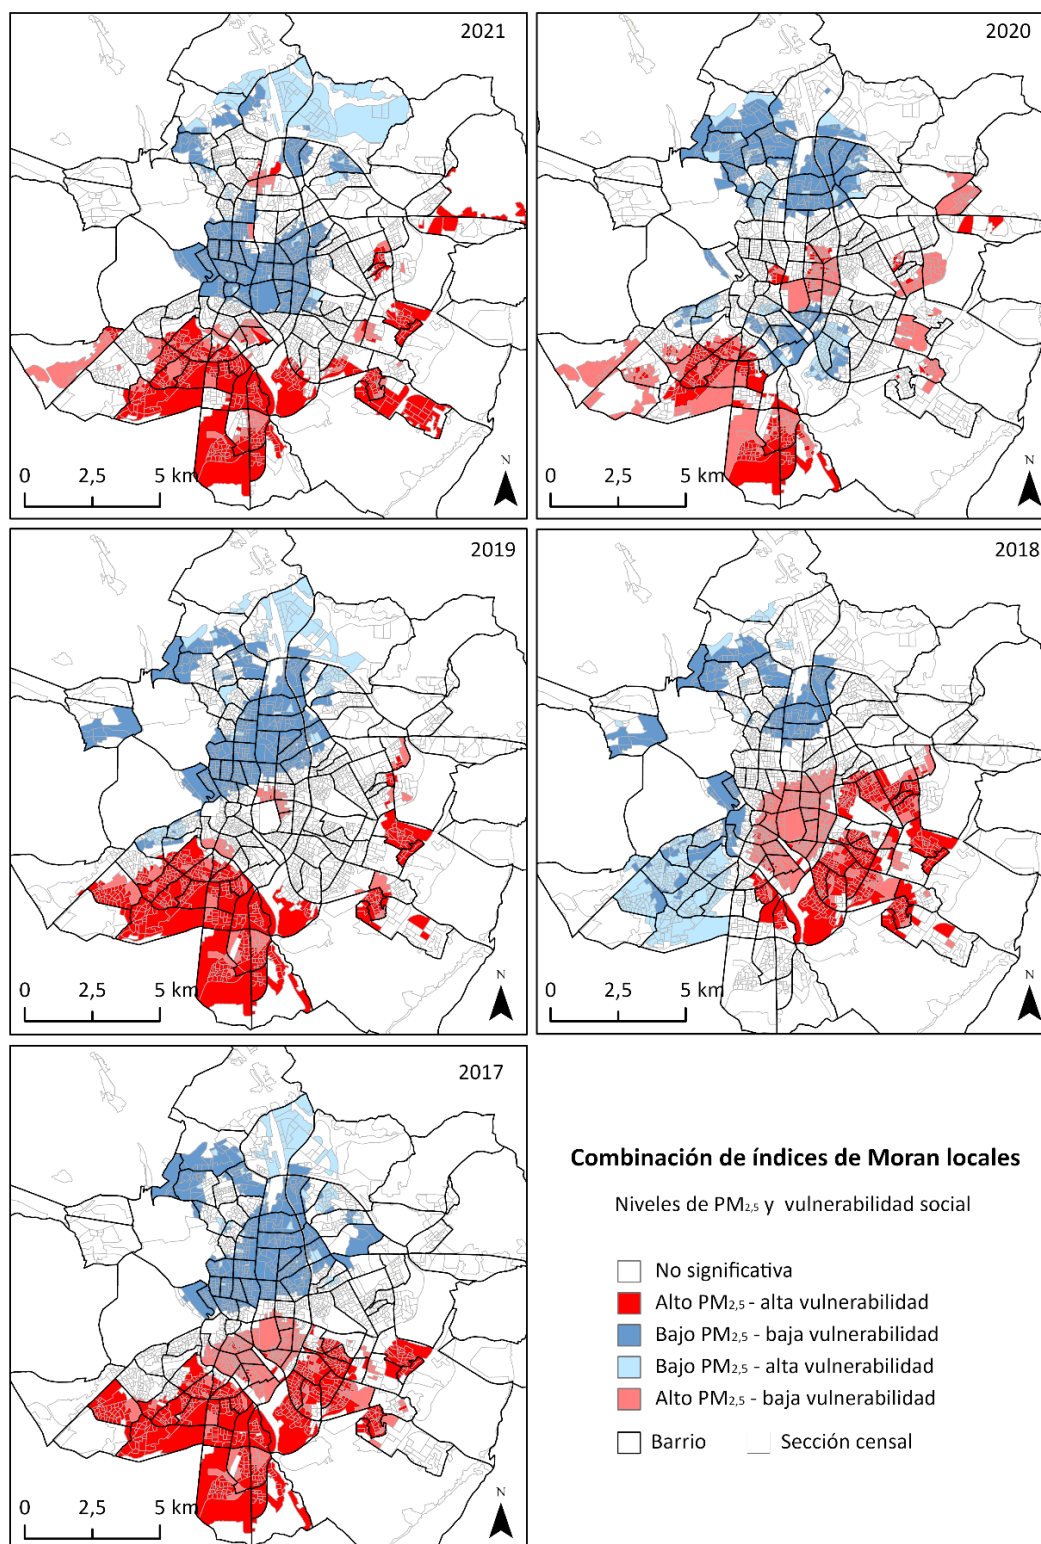 2021
N
0 2,5 5 km
2020
N
0 2,5 5 km
2019
N
0 2,5 5 km
2018
N
0 2,5 5 km
2017
N
0 2,5 5 km
Combinación de índices de Moran locales
Niveles de PM2,5 y vulnerabilidad social
No significativa
Alto PM2,5 - alta vulnerabilidad
Bajo PM2,5 - baja vulnerabilidad
Bajo PM2,5 - alta vulnerabilidad
Alto PM2,5 - baja vulnerabilidad
Barrio Sección censal